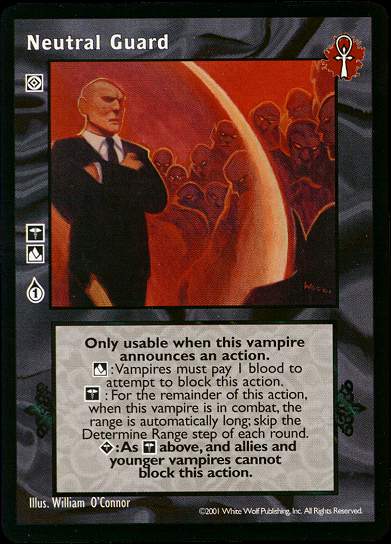 Neutral Guard
1
Only usable when this vampire
announces an action.
:Vampires must pay 1 blood to
attempt to block this action.
: For the remainder of this action,
when this vampire is in combat, the
range is automatically long; skip the
Determine Range step of each round.
:As above, and allies and
younger vampires cannot
block this action.
Illus. William O'Connor
©2001 White Wolf Publishing, Inc. All Rights Reserved.